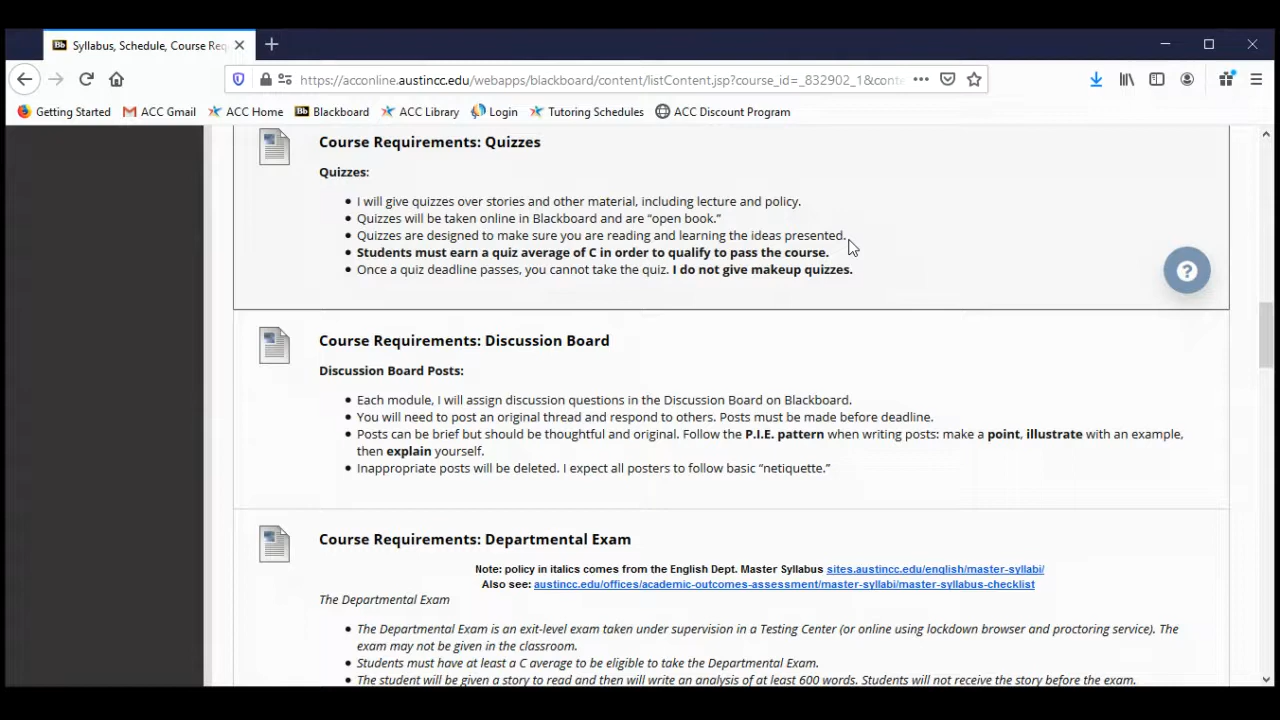 Syllabus, Schedule, Course Req
https://acconline.austincc.edu/webapps/blackboard/content/listContent.jsp?course_id=_832902_1&conte
Getting Started ACC Gmail ACC Home Blackboard ACC Library Login Tutoring Schedules ACC Discount Program
Course Requirements: Quizzes
Quizzes:
• I will give quizzes over stories and other material, including lecture and policy.
• Quizzes will be taken online in Blackboard and are “open book.”
• Quizzes are designed to make sure you are reading and learning the ideas presented.
• Students must earn a quiz average of C in order to qualify to pass the course.
• Once a quiz deadline passes, you cannot take the quiz. I do not give makeup quizzes.
Course Requirements: Discussion Board
Discussion Board Posts:
• Each module, I will assign discussion questions in the Discussion Board on Blackboard.
• You will need to post an original thread and respond to others. Posts must be made before deadline.
• Posts can be brief but should be thoughtful and original. Follow the P.I.E. pattern when writing posts: make a point, illustrate with an example,
then explain yourself.
• Inappropriate posts will be deleted. I expect all posters to follow basic “netiquette.”
Course Requirements: Departmental Exam
Note: policy in italics comes from the English Dept. Master Syllabus sites.austincc.edu/english/master-syllabi/
Also see: austincc.edu/offices/academic-outcomes-assessment/master-syllabi/master-syllabus-checklist
The Departmental Exam
• The Departmental Exam is an exit-level exam taken under supervision in a Testing Center (or online using lockdown browser and proctoring service). The
exam may not be given in the classroom.
• Students must have at least a C average to be eligible to take the Departmental Exam.
• The student will be given a story to read and then will write an analysis of at least 600 words. Students will not receive the story before the exam.